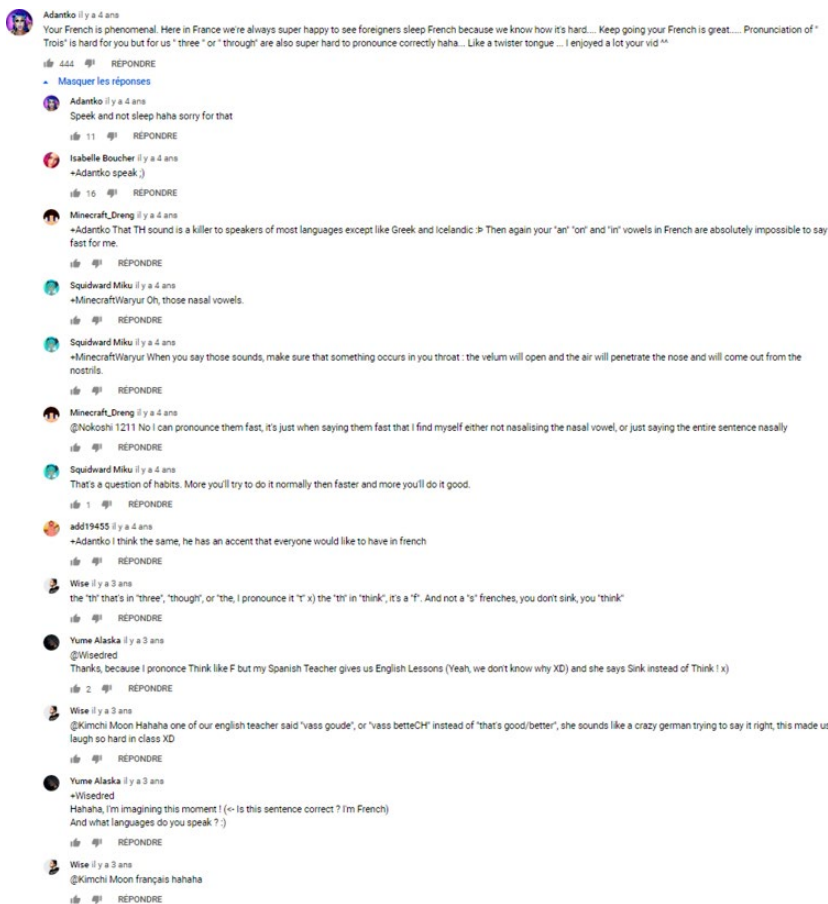 Adantko il y a 4 ans
Your French is phenomenal. Here in France we're always super happy to see foreigners sleep French because we know how it's hard.... Keep going your French is great..... Pronunciation of "
Trois" is hard for you but for us " three " or " through" are also super hard to pronounce correctly haha... Like a twister tongue ... I enjoyed a lot your vid ^^
444 RÉPONDRE
Masquer les réponses
Adantko il y a 4 ans
Speek and not sleep haha sorry for that
11 RÉPONDRE
Isabelle Boucher il y a 4 ans
+Adantko speak ;)
16 RÉPONDRE
Minecraft_Dreng il y a 4 ans
+Adantko That TH sound is a killer to speakers of most languages except like Greek and Icelandic :Þ Then again your "an" "on" and "in" vowels in French are absolutely impossible to say
fast for me.
RÉPONDRE
Squidward Miku il y a 4 ans
+MinecraftWaryur Oh, those nasal vowels.
RÉPONDRE
Squidward Miku il y a 4 ans
+MinecraftWaryur When you say those sounds, make sure that something occurs in you throat : the velum will open and the air will penetrate the nose and will come out from the
nostrils.
RÉPONDRE
Minecraft_Dreng il y a 4 ans
@Nokoshi 1211 No I can pronounce them fast, it's just when saying them fast that I find myself either not nasalising the nasal vowel, or just saying the entire sentence nasally
RÉPONDRE
Squidward Miku il y a 4 ans
That's a question of habits. More you'll try to do it normally then faster and more you'll do it good.
1 RÉPONDRE
add19455 il y a 4 ans
+Adantko I think the same, he has an accent that everyone would like to have in french
RÉPONDRE
Wise il y a 3 ans
the "th" that's in "three", "though", or "the, I pronounce it "t" x) the "th" in "think", it's a "f". And not a "s" frenches, you don't sink, you "think"
RÉPONDRE
Yume Alaska il y a 3 ans
@Wisedred
Thanks, because I prononce Think like F but my Spanish Teacher gives us English Lessons (Yeah, we don't know why XD) and she says Sink instead of Think ! x)
2 RÉPONDRE
Wise il y a 3 ans
@Kimchi Moon Hahaha one of our english teacher said "vass goude", or "vass betteCH" instead of "that's good/better", she sounds like a crazy german trying to say it right, this made us
laugh so hard in class XD
RÉPONDRE
Yume Alaska il y a 3 ans
+Wisedred
Hahaha, I'm imagining this moment ! (<- Is this sentence correct ? I'm French)
And what languages do you speak ? :)
RÉPONDRE
Wise il y a 3 ans
@Kimchi Moon français hahaha
RÉPONDRE